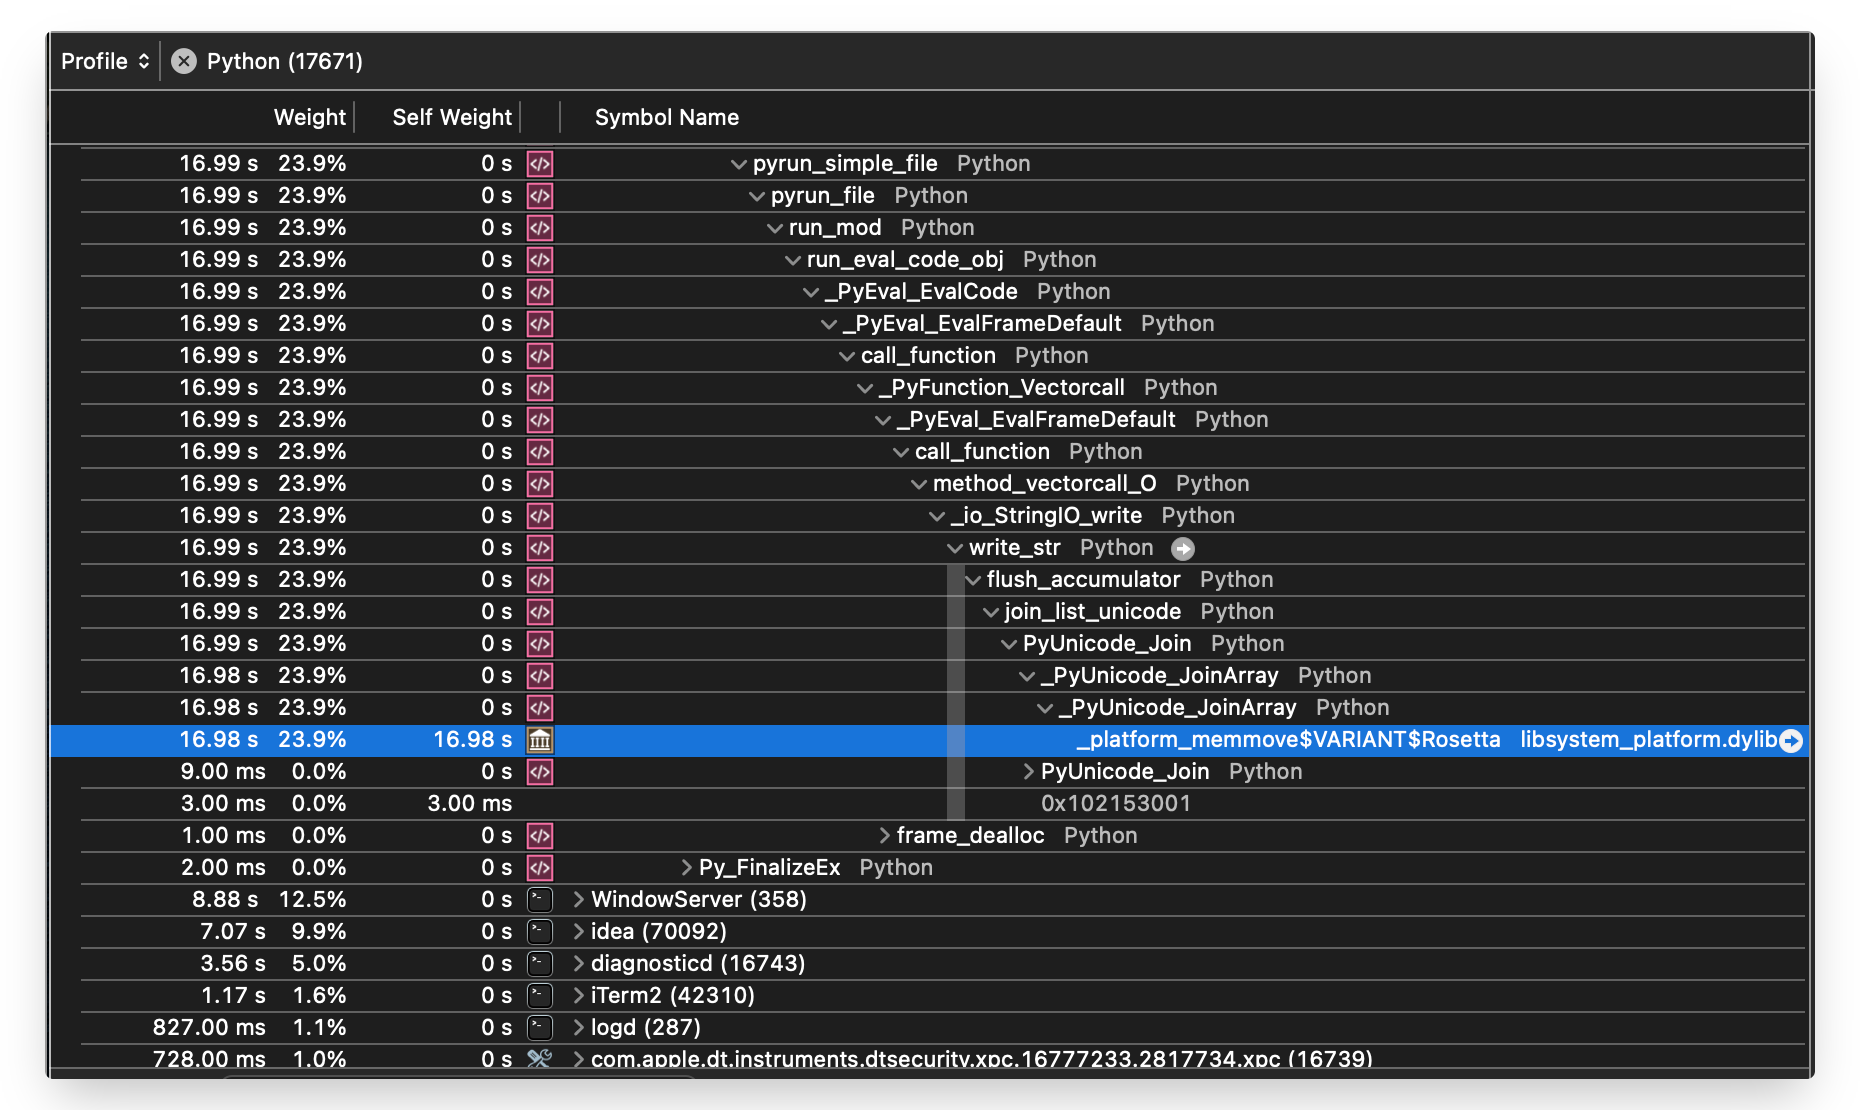 Profile Python (17671)
Weight Self Weight Symbol Name
16.99 s 23.9% 0 s pyrun_simple_file Python
16.99 s 23.9% 0 s pyrun_file Python
16.99 s 23.9% 0 s run_mod Python
16.99 s 23.9% 0 s run_eval_code_obj Python
16.99 s 23.9% 0 s _PyEval_EvalCode Python
16.99 s 23.9% 0 s _PyEval_EvalFrameDefault Python
16.99 s 23.9% 0 s call_function Python
16.99 s 23.9% 0 s _PyFunction_Vectorcall Python
16.99 s 23.9% 0 s _PyEval_EvalFrameDefault Python
16.99 s 23.9% 0 s call_function Python
16.99 s 23.9% 0 s method_vectorcall_O Python
16.99 s 23.9% 0 s _io_StringIO_write Python
16.99 s 23.9% 0 s write_str Python
16.99 s 23.9% 0 s flush_accumulator Python
16.99 s 23.9% 0 s join_list_unicode Python
16.99 s 23.9% 0 s PyUnicode_Join Python
16.98 s 23.9% 0 s _PyUnicode_JoinArray Python
16.98 s 23.9% 0 s _PyUnicode_JoinArray Python
16.98 s 23.9% 16.98 s _platform_memmove$VARIANT$Rosetta libsystem_platform.dylib
9.00 ms 0.0% 0 s PyUnicode_Join Python
3.00 ms 0.0% 3.00 ms 0x102153001
1.00 ms 0.0% 0 s frame_dealloc Python
2.00 ms 0.0% 0 s Py_FinalizeEx Python
8.88 s 12.5% 0 s WindowServer (358)
7.07 s 9.9% 0 s idea (70092)
3.56 s 5.0% 0 s diagnosticd (16743)
1.17 s 1.6% 0 s iTerm2 (42310)
827.00 ms 1.1% 0 s logd (287)
728.00 ms 1.0% 0 s com.apple.dt.instruments.dtsecurity.xpc.16777233.2817734.xpc (16739)